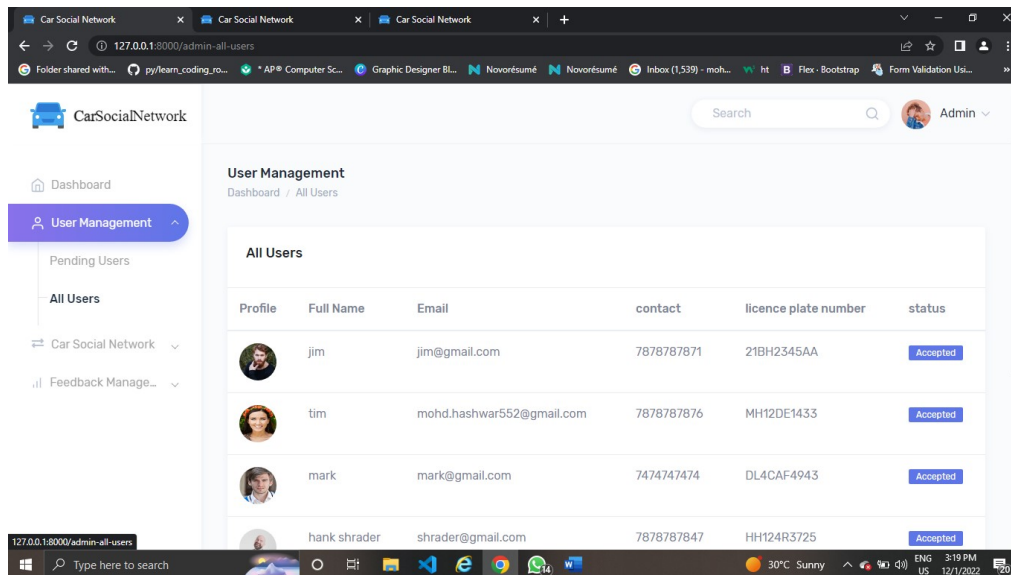 Car Social Network
Car Social Network
Car Social Network
127.0.0.1:8000/admin-all-users
Folder shared with...
py/learn_coding_ro...
* AP® Computer Sc...
Graphic Designer Bl...
Novorésumé
Novorésumé
Inbox (1,539) - moh...
ht
Flex · Bootstrap
Form Validation Usi...
»
CarSocialNetwork
Search
Admin
Dashboard
User Management
Pending Users
All Users
Car Social Network
Feedback Manage...
User Management
Dashboard / All Users
All Users
Profile Full Name Email contact licence plate number status
jim jim@gmail.com 7878787871 21BH2345AA Accepted
tim mohd.hashwar552@gmail.com 7878787876 MH12DE1433 Accepted
mark mark@gmail.com 7474747474 DL4CAF4943 Accepted
hank shrader shrader@gmail.com 7878787847 HH124R3725 Accepted
127.0.0.1:8000/admin-all-users
Type here to search
14
30°C Sunny
ENG
US
3:19 PM
12/1/2022
20